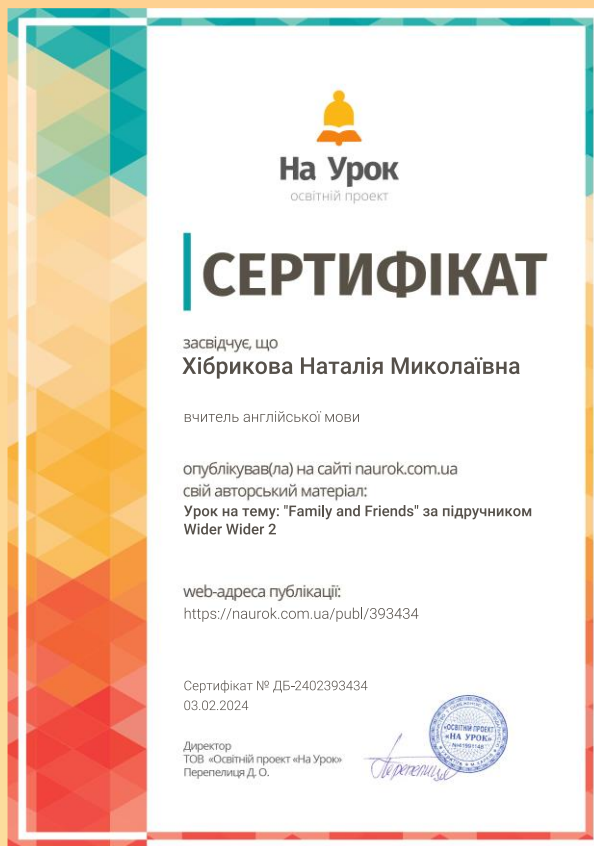 На Урок
освітній проект
СЕРТИФІКАТ
засвідчує, що
Хібрикова Наталія Миколаївна
вчитель англійської мови
опублікував(ла) на сайті naurok.com.ua
свій авторський матеріал:
Урок на тему: "Family and Friends" за підручником
Wider Wider 2
web-адреса публікації:
https://naurok.com.ua/publ/393434
Сертифікат № ДБ-2402393434
03.02.2024
Директор
ТОВ «Освітній проект «На Урок»
Перепелиця Д. О.
«ОСВІТНІЙ ПРОЕКТ
«НА УРОК»